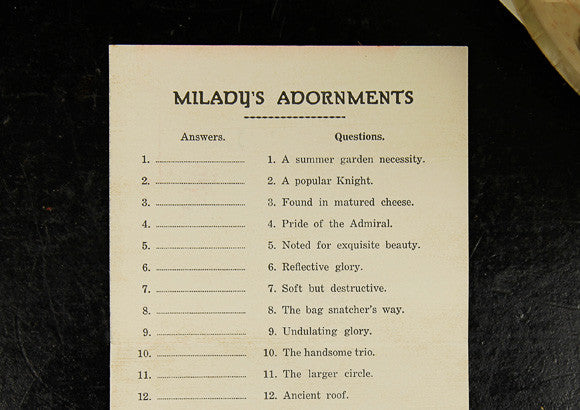 MILADY'S ADORNMENTS
Answers. Questions.
1. ........................ 1. A summer garden necessity.
2. ........................ 2. A popular Knight.
3. ........................ 3. Found in matured cheese.
4. ........................ 4. Pride of the Admiral.
5. ........................ 5. Noted for exquisite beauty.
6. ........................ 6. Reflective glory.
7. ........................ 7. Soft but destructive.
8. ........................ 8. The bag snatcher's way.
9. ........................ 9. Undulating glory.
10. ........................ 10. The handsome trio.
11. ........................ 11. The larger circle.
12. ........................ 12. Ancient roof.